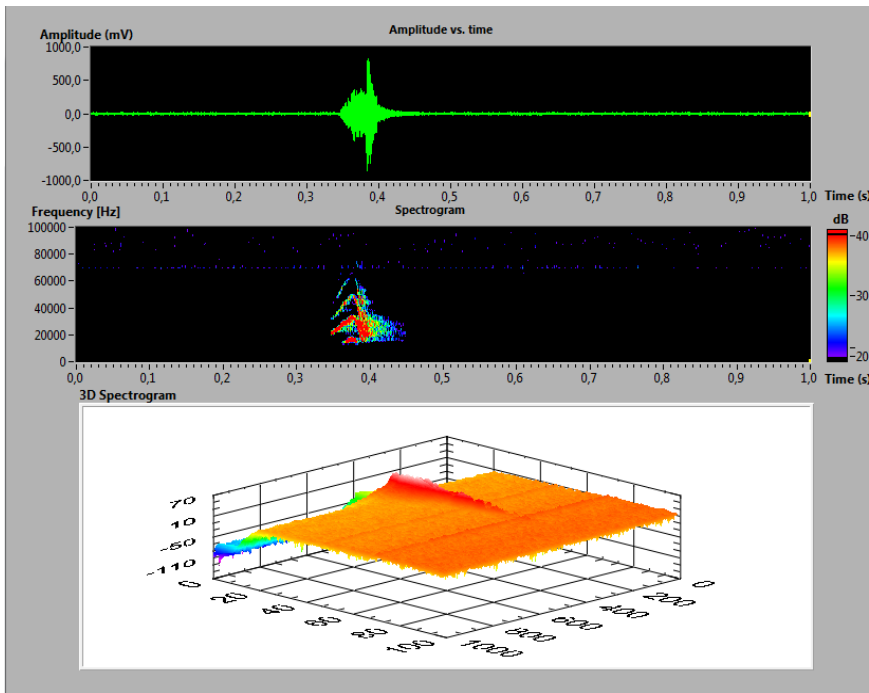 Amplitude vs. time
Amplitude (mV)
1000,0
500,0
0,0
-500,0
-1000,0
0,0 0,1 0,2 0,3 0,4 0,5 0,6 0,7 0,8 0,9 1,0 Time (s)
Spectrogram
Frequency [Hz]
100000
80000
60000
40000
20000
0
dB
-40
-30
-20
0,0 0,1 0,2 0,3 0,4 0,5 0,6 0,7 0,8 0,9 1,0 Time (s)
3D Spectrogram
70
10
-50
-110
0 20 40 60 80 100
1000 800 600 400 200 0